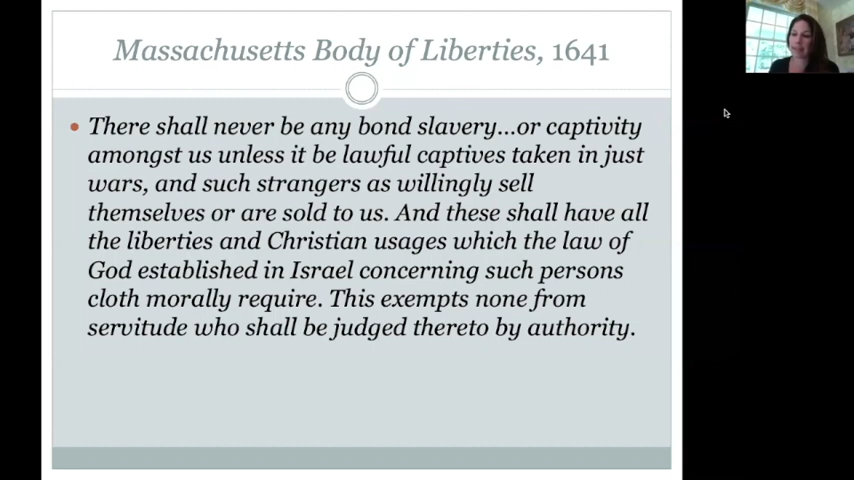 Massachusetts Body of Liberties, 1641
There shall never be any bond slavery...or captivity
amongst us unless it be lawful captives taken in just
wars, and such strangers as willingly sell
themselves or are sold to us. And these shall have all
the liberties and Christian usages which the law of
God established in Israel concerning such persons
cloth morally require. This exempts none from
servitude who shall be judged thereto by authority.